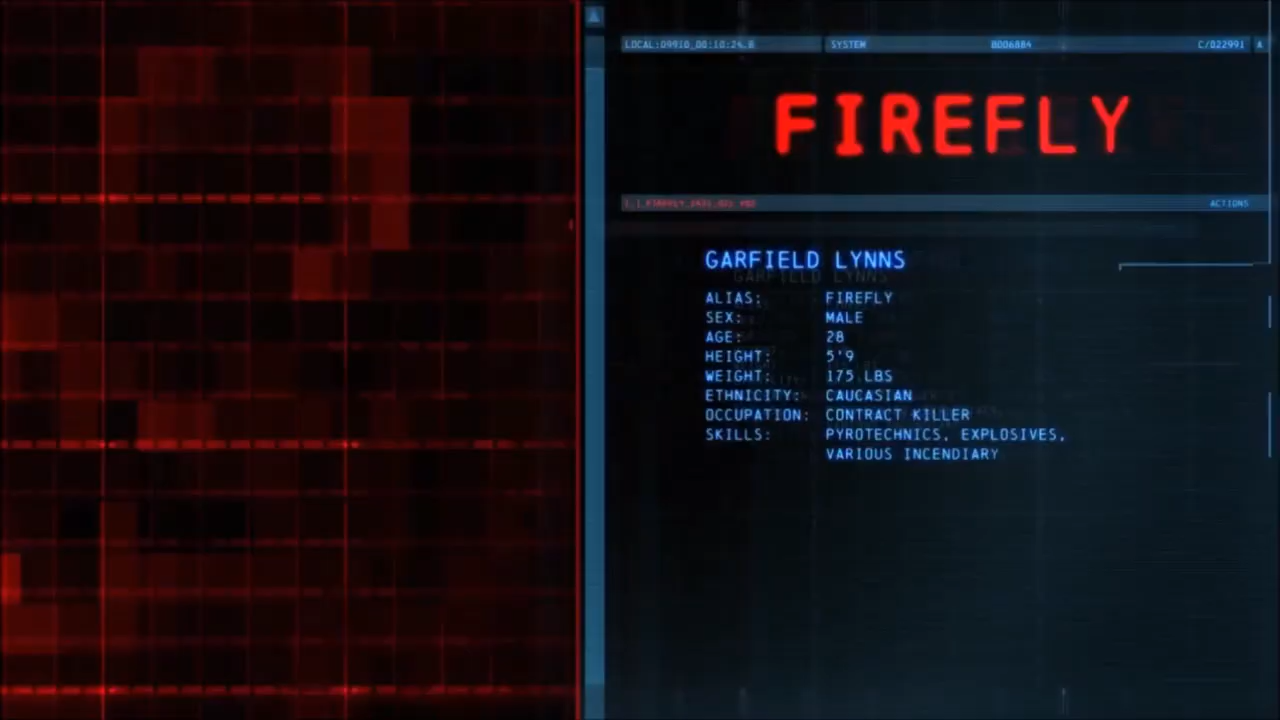 LOCAL:09910_00:10:24.8 SYSTEM BD06884 C/022991 A
FIREFLY
ACTIONS
GARFIELD LYNNS
ALIAS: FIREFLY
SEX: MALE
AGE: 28
HEIGHT: 5'9
WEIGHT: 175 LBS
ETHNICITY: CAUCASIAN
OCCUPATION: CONTRACT KILLER
SKILLS: PYROTECHNICS, EXPLOSIVES,
VARIOUS INCENDIARY